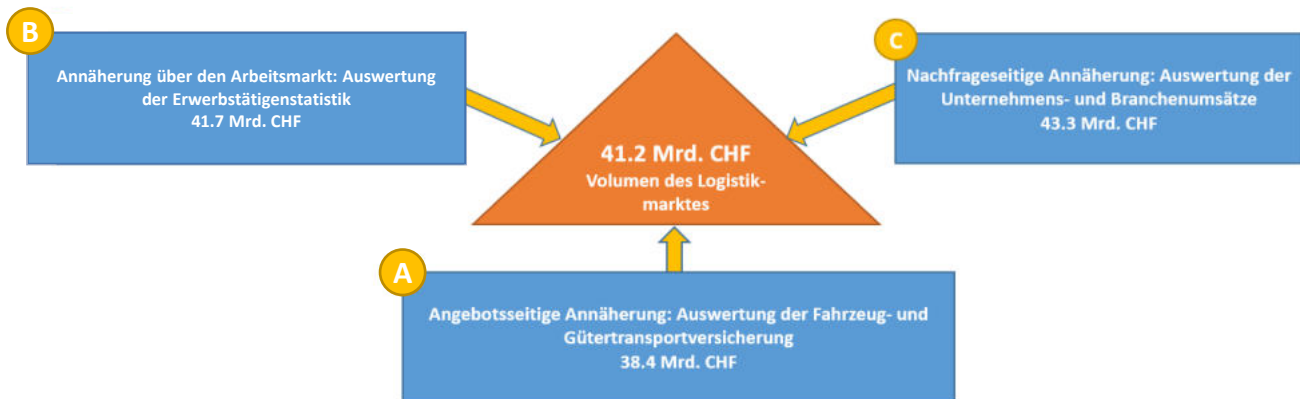 B
Annäherung über den Arbeitsmarkt: Auswertung
der Erwerbstätigenstatistik
41.7 Mrd. CHF
C
Nachfrageseitige Annäherung: Auswertung der
Unternehmens- und Branchenumsätze
43.3 Mrd. CHF
41.2 Mrd. CHF
Volumen des Logistik-
marktes
A
Angebotsseitige Annäherung: Auswertung der Fahrzeug- und
Gütertransportversicherung
38.4 Mrd. CHF